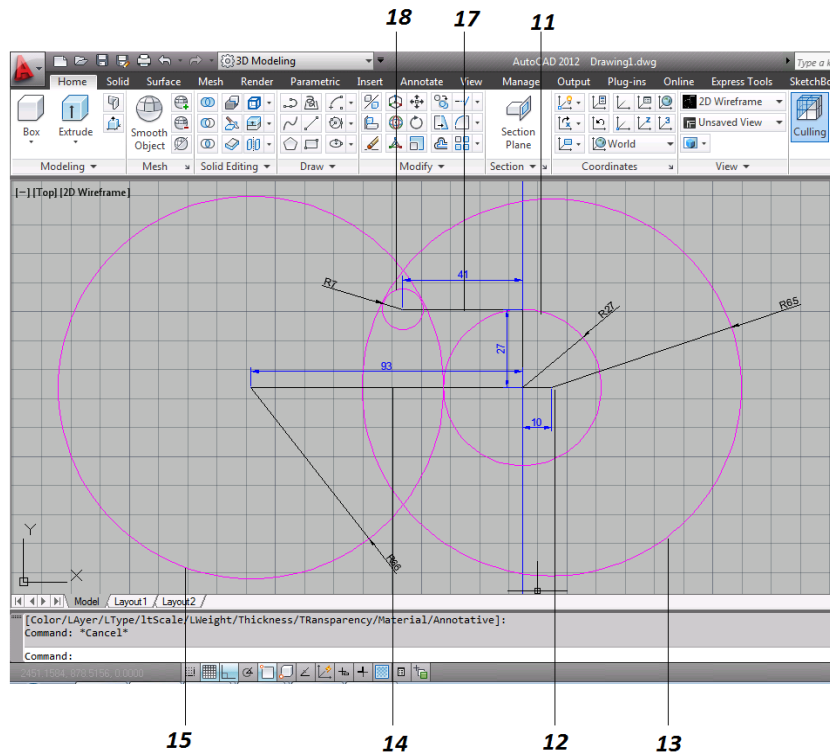 18 17 11
3D Modeling AutoCAD 2012 Drawing1.dwg Type a k
Home Solid Surface Mesh Render Parametric Insert Annotate View Manage Output Plug-ins Online Express Tools SketchBo
Box Extrude Smooth Object Section Plane World 2D Wireframe Unsaved View Culling
Modeling Mesh Solid Editing Draw Modify Section Coordinates View
[−][Top][2D Wireframe]
R7
41
R27
R65
27
93
10
R66
Y
X
Model Layout1 Layout2
[Color/LAyer/LType/ltScale/LWeight/Thickness/TRansparency/Material/Annotative]:
Command: *Cancel*
Command:
15 14 12 13